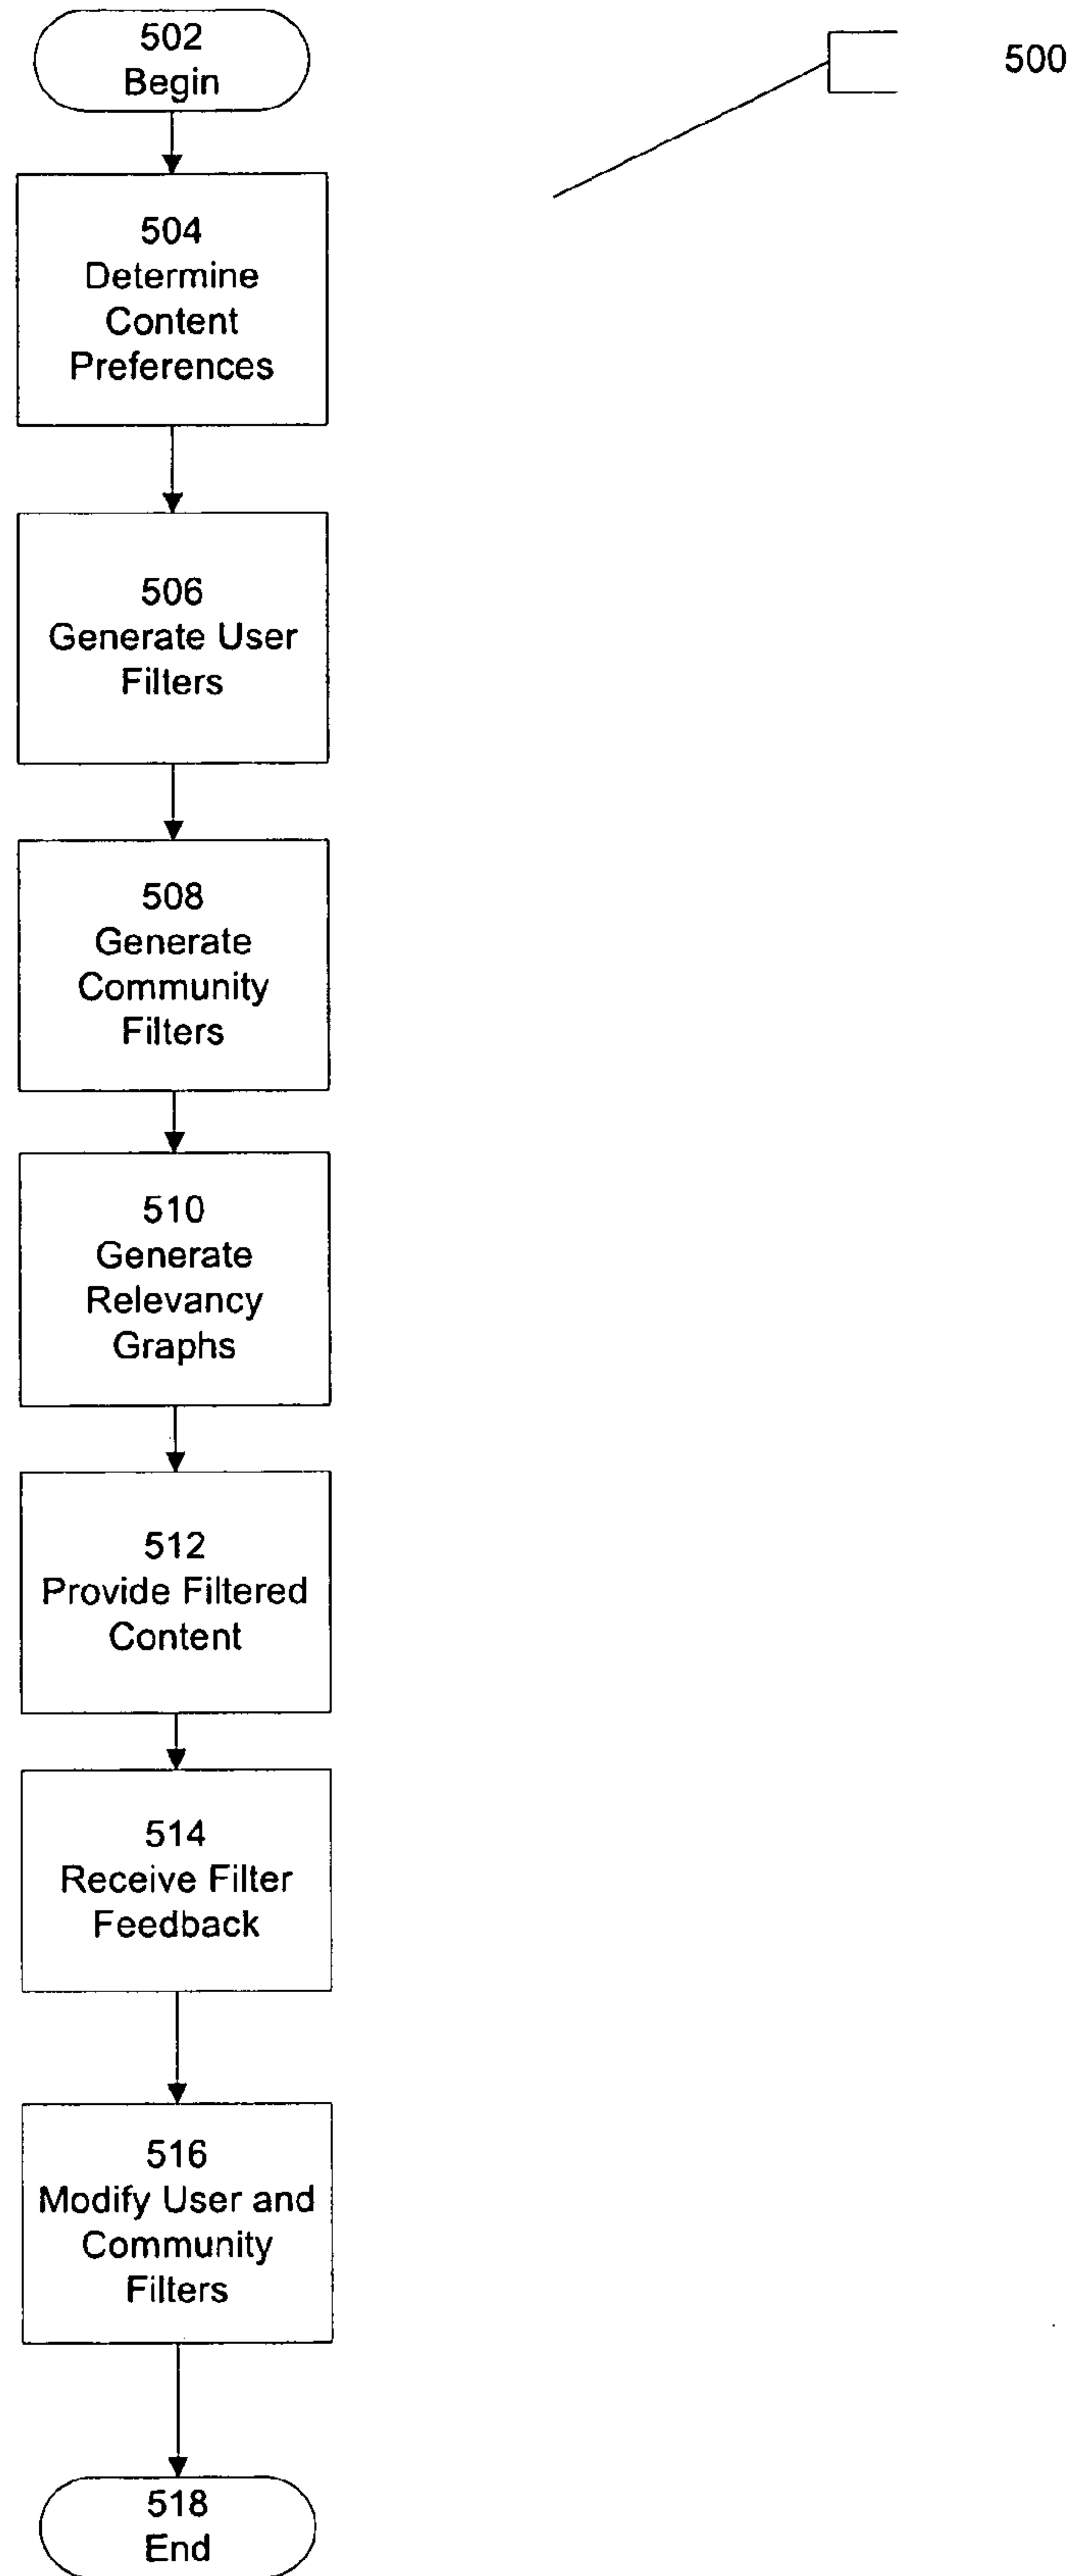 502
Begin
500
504
Determine
Content
Preferences
506
Generate User
Filters
508
Generate
Community
Filters
510
Generate
Relevancy
Graphs
512
Provide Filtered
Content
514
Receive Filter
Feedback
516
Modify User and
Community
Filters
518
End